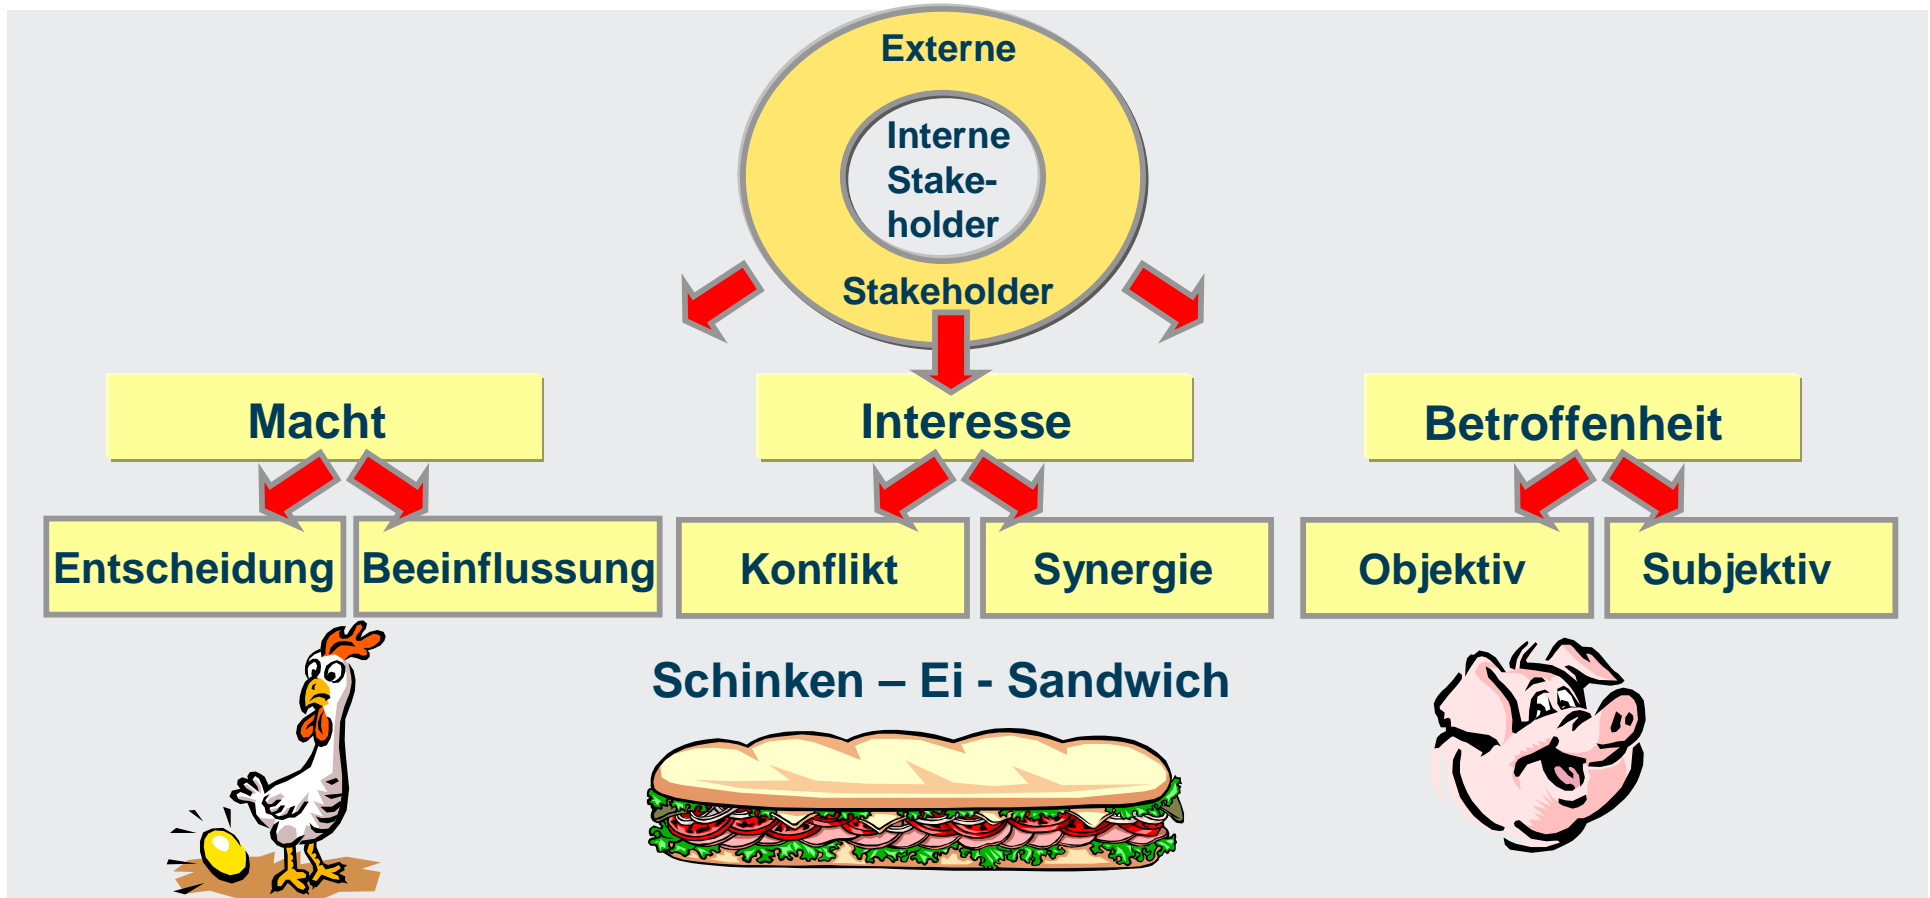 Externe
Interne
Stake-
holder
Stakeholder
Macht
Interesse
Betroffenheit
Entscheidung
Beeinflussung
Konflikt
Synergie
Objektiv
Subjektiv
Schinken – Ei - Sandwich